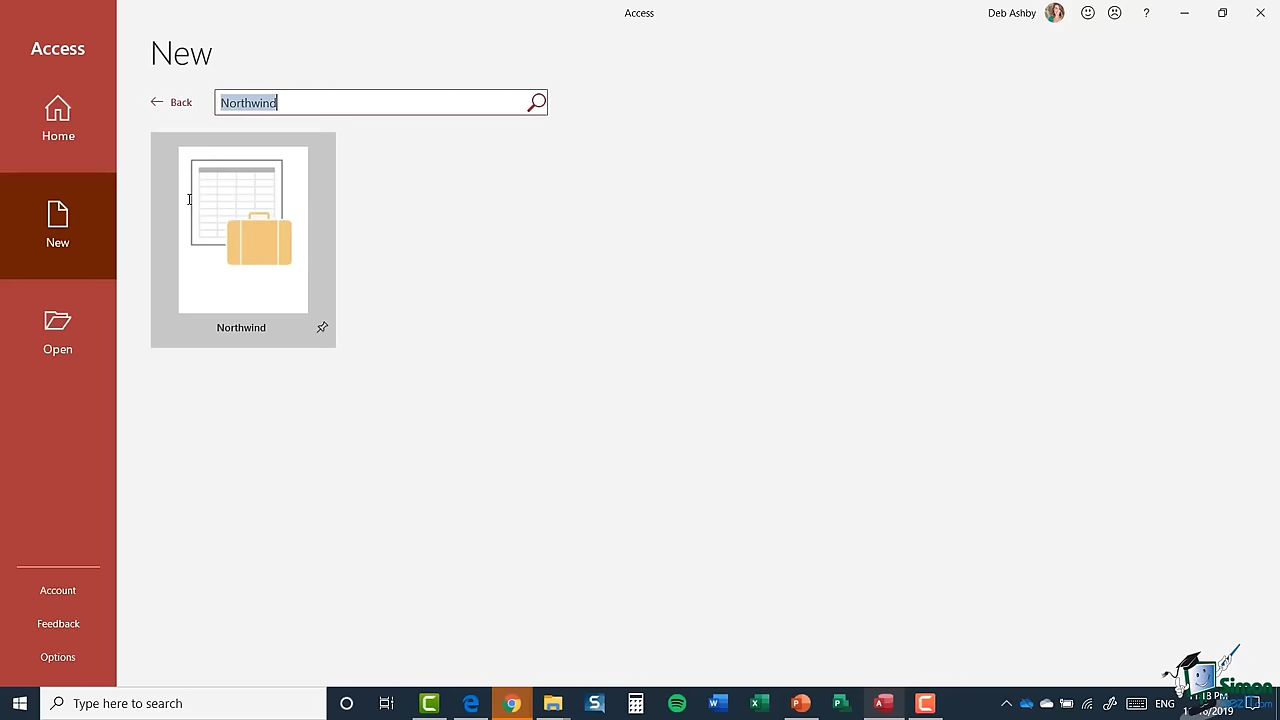 Access
Deb Ashby
?
Access
New
Back
Northwind
Home
New
Northwind
Open
Account
Feedback
Options
Type here to search
ENG